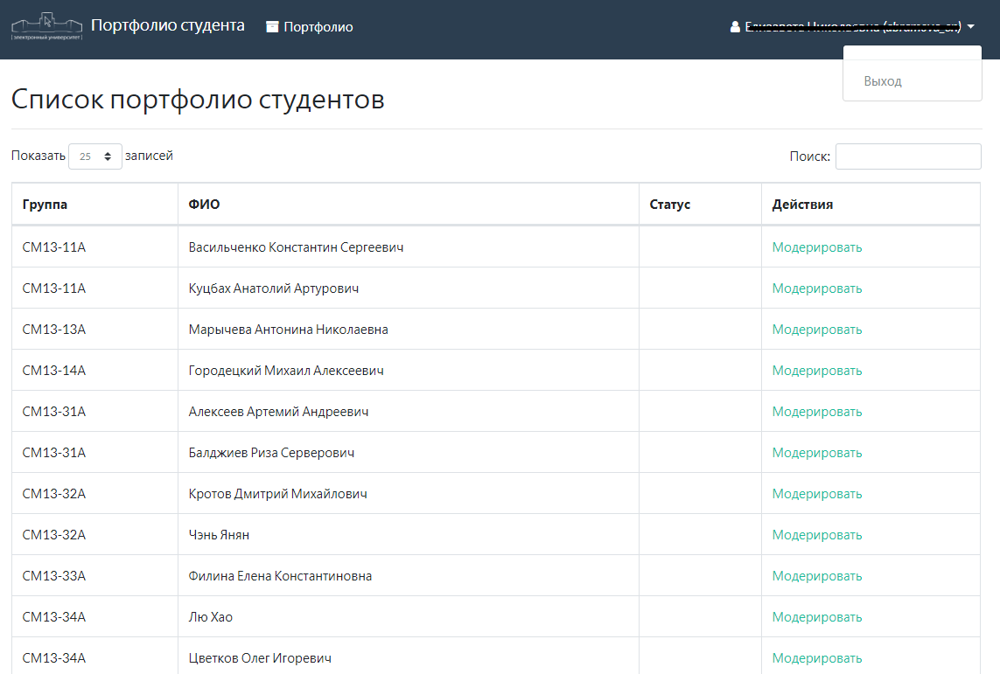 электронный университет
Портфолио студента
Портфолио
Выход
Список портфолио студентов
Показать 25 записей
Поиск:
Группа ФИО Статус Действия
СМ13-11А Васильченко Константин Сергеевич Модерировать
СМ13-11А Куцбах Анатолий Артурович Модерировать
СМ13-13А Марычева Антонина Николаевна Модерировать
СМ13-14А Городецкий Михаил Алексеевич Модерировать
СМ13-31А Алексеев Артемий Андреевич Модерировать
СМ13-31А Балджиев Риза Серверович Модерировать
СМ13-32А Кротов Дмитрий Михайлович Модерировать
СМ13-32А Чэнь Янян Модерировать
СМ13-33А Филина Елена Константиновна Модерировать
СМ13-34А Лю Хао Модерировать
СМ13-34А Цветков Олег Игоревич Модерировать